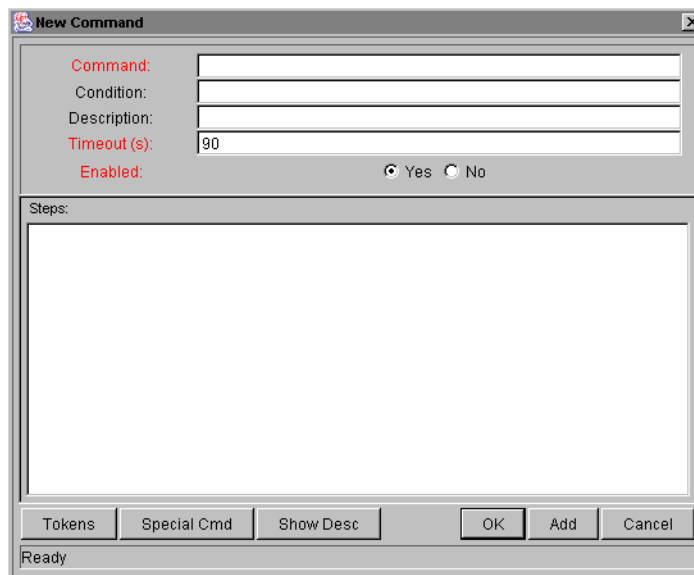 New Command
Command:
Condition:
Description:
Timeout (s): 90
Enabled: Yes No
Steps:
Tokens Special Cmd Show Desc OK Add Cancel
Ready